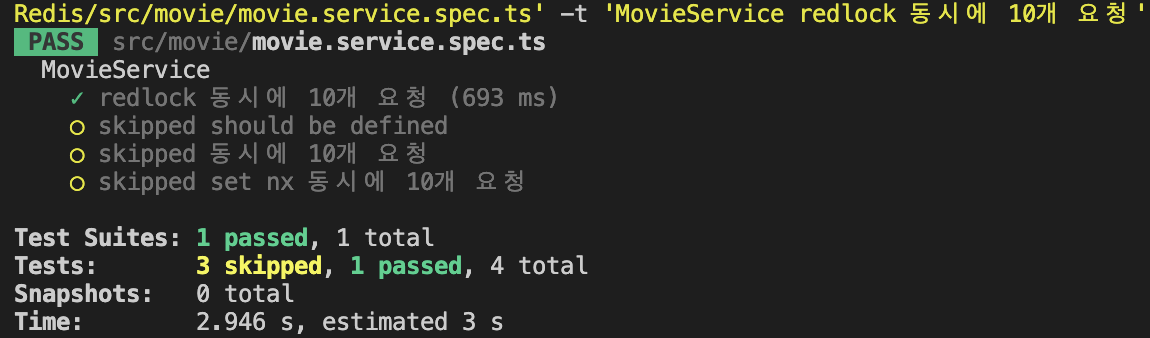 Redis/src/movie/movie.service.spec.ts' -t 'MovieService redlock 동시에 10개 요청'
PASS src/movie/movie.service.spec.ts
MovieService
✓ redlock 동시에 10개 요청 (693 ms)
○ skipped should be defined
○ skipped 동시에 10개 요청
○ skipped set nx 동시에 10개 요청
Test Suites: 1 passed, 1 total
Tests: 3 skipped, 1 passed, 4 total
Snapshots: 0 total
Time: 2.946 s, estimated 3 s